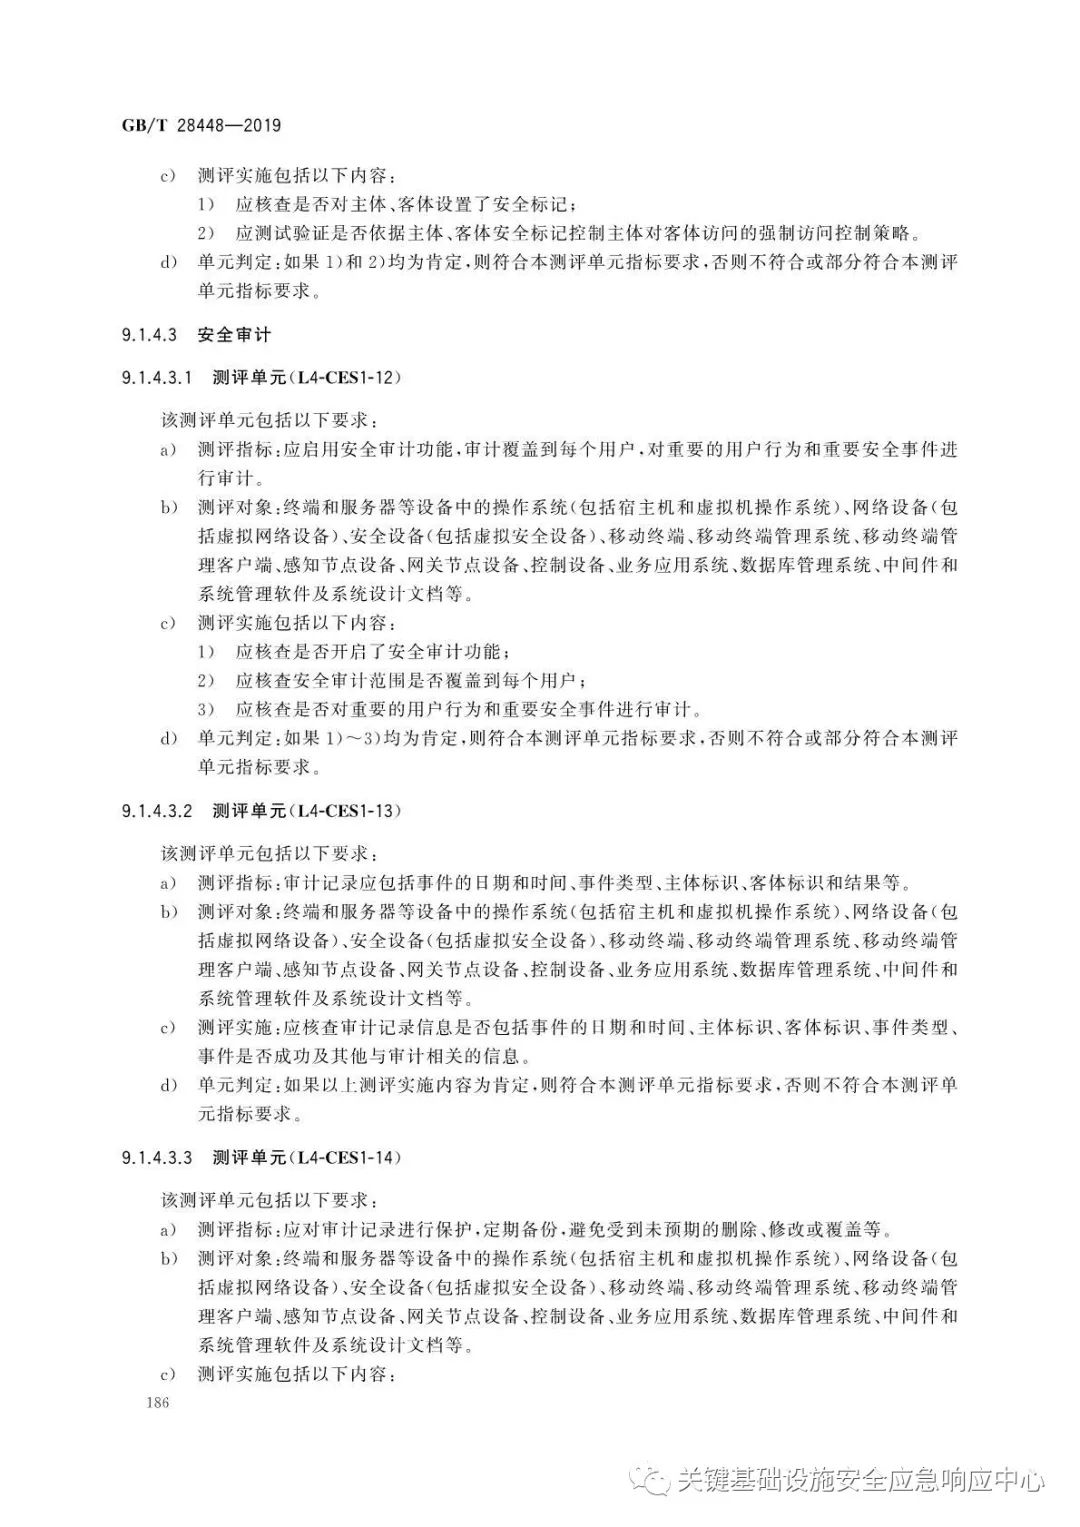 GB/T 28448—2019
c) 测评实施包括以下内容:
1) 应核查是否对主体、客体设置了安全标记;
2) 应测试验证是否依据主体、客体安全标记控制主体对客体访问的强制访问控制策略。
d) 单元判定:如果1)和2)均为肯定,则符合本测评单元指标要求,否则不符合或部分符合本测评
单元指标要求。
9.1.4.3 安全审计
9.1.4.3.1 测评单元(L4-CES1-12)
该测评单元包括以下要求:
a) 测评指标:应启用安全审计功能,审计覆盖到每个用户,对重要的用户行为和重要安全事件进
行审计。
b) 测评对象:终端和服务器等设备中的操作系统(包括宿主机和虚拟机操作系统)、网络设备(包
括虚拟网络设备)、安全设备(包括虚拟安全设备)、移动终端、移动终端管理系统、移动终端管
理客户端、感知节点设备、网关节点设备、控制设备、业务应用系统、数据库管理系统、中间件和
系统管理软件及系统设计文档等。
c) 测评实施包括以下内容:
1) 应核查是否开启了安全审计功能;
2) 应核查安全审计范围是否覆盖到每个用户;
3) 应核查是否对重要的用户行为和重要安全事件进行审计。
d) 单元判定:如果1)~3)均为肯定,则符合本测评单元指标要求,否则不符合或部分符合本测评
单元指标要求。
9.1.4.3.2 测评单元(L4-CES1-13)
该测评单元包括以下要求:
a) 测评指标:审计记录应包括事件的日期和时间、事件类型、主体标识、客体标识和结果等。
b) 测评对象:终端和服务器等设备中的操作系统(包括宿主机和虚拟机操作系统)、网络设备(包
括虚拟网络设备)、安全设备(包括虚拟安全设备)、移动终端、移动终端管理系统、移动终端管
理客户端、感知节点设备、网关节点设备、控制设备、业务应用系统、数据库管理系统、中间件和
系统管理软件及系统设计文档等。
c) 测评实施:应核查审计记录信息是否包括事件的日期和时间、主体标识、客体标识、事件类型、
事件是否成功及其他与审计相关的信息。
d) 单元判定:如果以上测评实施内容为肯定,则符合本测评单元指标要求,否则不符合本测评单
元指标要求。
9.1.4.3.3 测评单元(L4-CES1-14)
该测评单元包括以下要求:
a) 测评指标:应对审计记录进行保护,定期备份,避免受到未预期的删除、修改或覆盖等。
b) 测评对象:终端和服务器等设备中的操作系统(包括宿主机和虚拟机操作系统)、网络设备(包
括虚拟网络设备)、安全设备(包括虚拟安全设备)、移动终端、移动终端管理系统、移动终端管
理客户端、感知节点设备、网关节点设备、控制设备、业务应用系统、数据库管理系统、中间件和
系统管理软件及系统设计文档等。
c) 测评实施包括以下内容:
186
关键基础设施安全应急响应中心